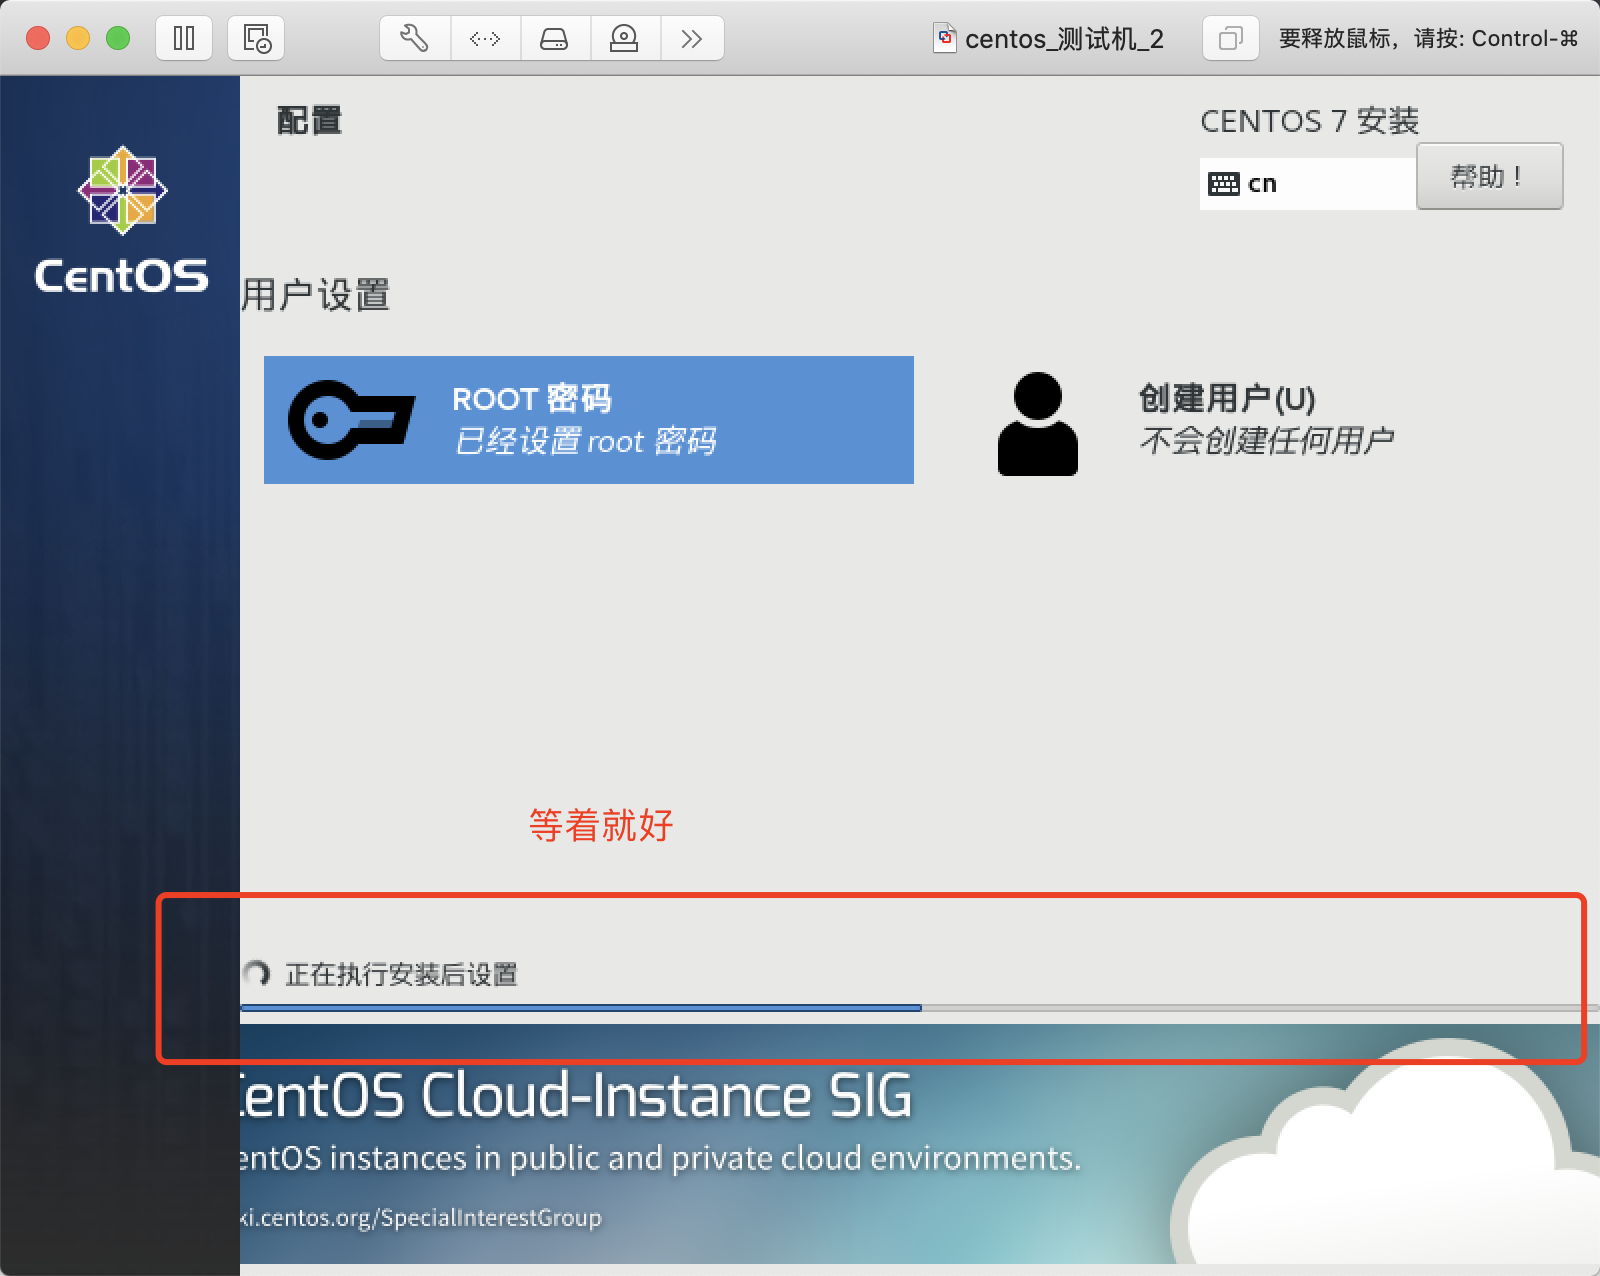 centos_测试机_2
要释放鼠标，请按: Control-⌘
CentOS
配置
CENTOS 7 安装
cn
帮助！
用户设置
ROOT 密码
已经设置 root 密码
创建用户(U)
不会创建任何用户
等着就好
正在执行安装后设置
CentOS Cloud-Instance SIG
entOS instances in public and private cloud environments.
ki.centos.org/SpecialInterestGroup